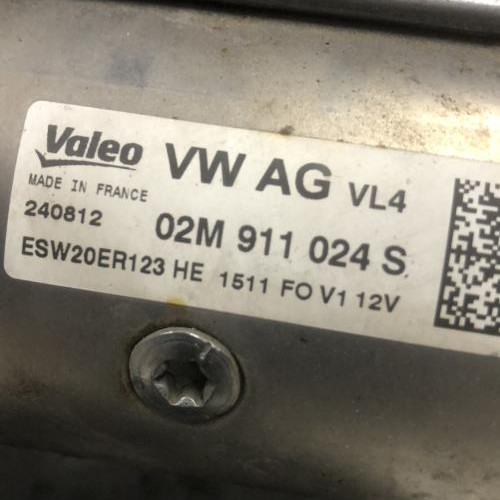 Valeo VW AG VL4
MADE IN FRANCE
240812 02M 911 024 S
ESW20ER123 HE 1511 FO V1 12V